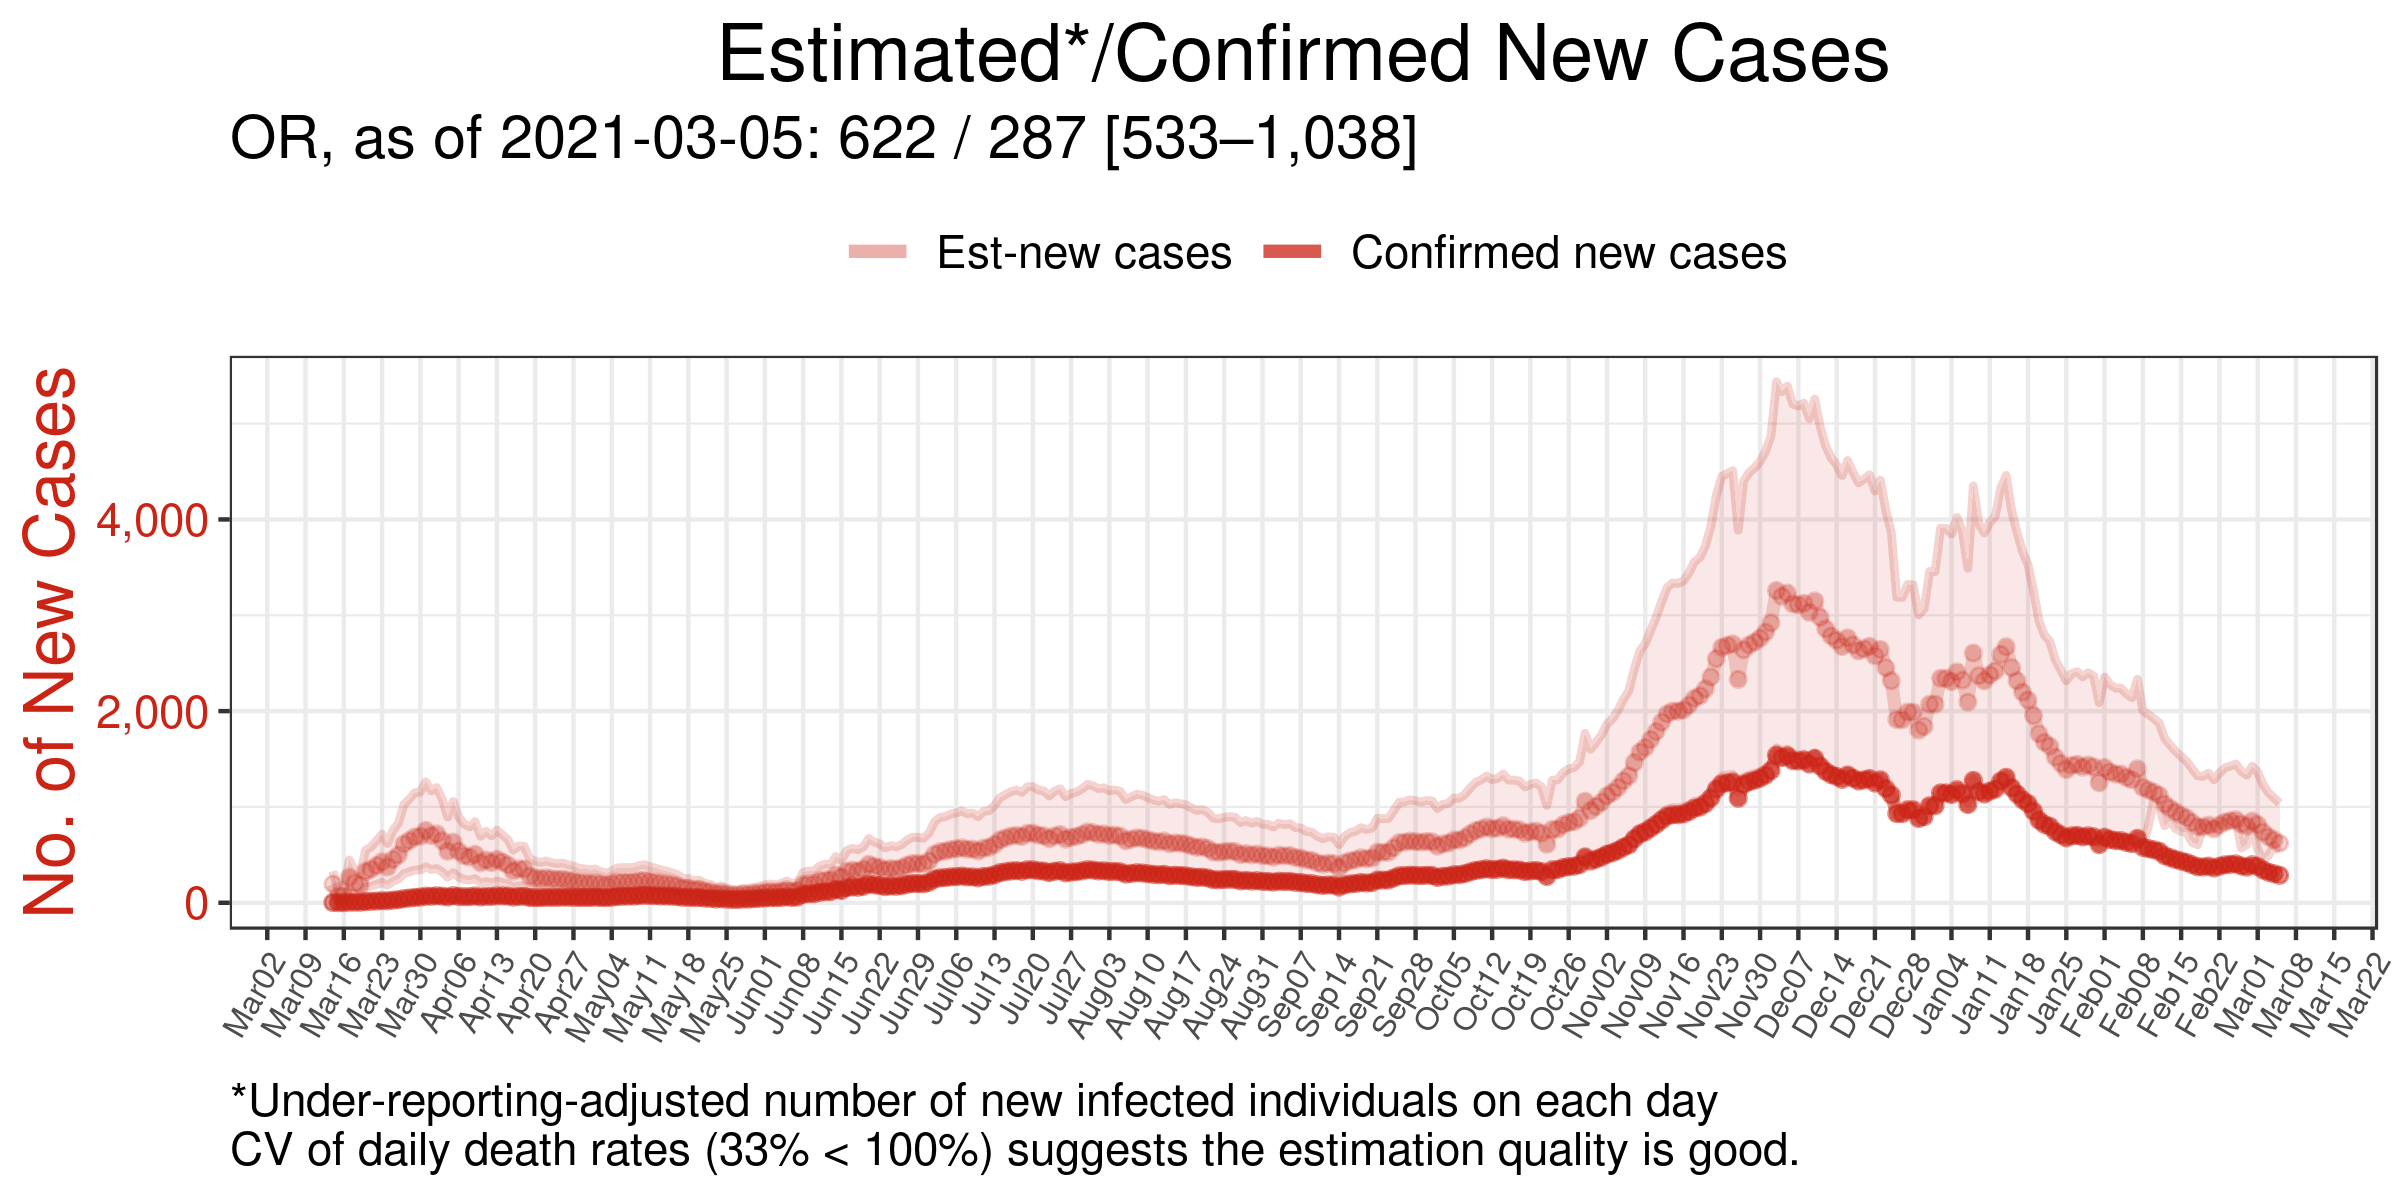 Estimated*/Confirmed New Cases
OR, as of 2021-03-05: 622 / 287 [533–1,038]
Est-new cases Confirmed new cases
No. of New Cases
4,000
2,000
0
Mar02 Mar09 Mar16 Mar23 Mar30 Apr06 Apr13 Apr20 Apr27 May04 May11 May18 May25 Jun01 Jun08 Jun15 Jun22 Jun29 Jul06 Jul13 Jul20 Jul27 Aug03 Aug10 Aug17 Aug24 Aug31 Sep07 Sep14 Sep21 Sep28 Oct05 Oct12 Oct19 Oct26 Nov02 Nov09 Nov16 Nov23 Nov30 Dec07 Dec14 Dec21 Dec28 Jan04 Jan11 Jan18 Jan25 Feb01 Feb08 Feb15 Feb22 Mar01 Mar08 Mar15 Mar22
*Under-reporting-adjusted number of new infected individuals on each day
CV of daily death rates (33% < 100%) suggests the estimation quality is good.